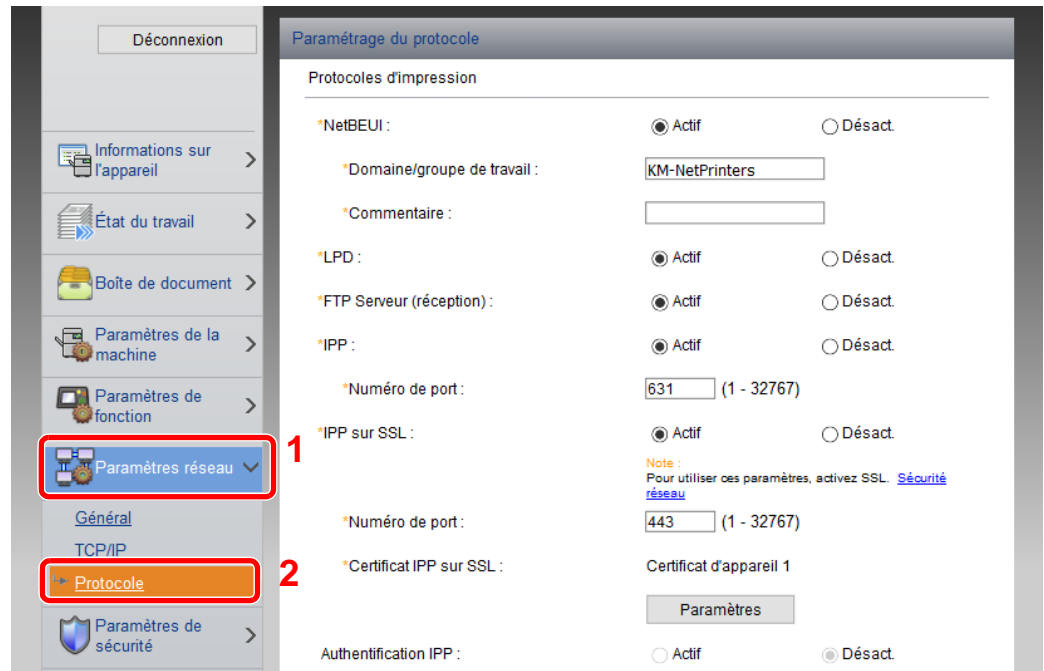 Déconnexion
Informations sur
l'appareil
État du travail
Boîte de document
Paramètres de la
machine
Paramètres de
fonction
Paramètres réseau
1
Général
TCP/IP
Protocole
2
Paramètres de
sécurité
Paramétrage du protocole
Protocoles d'impression
*NetBEUI : Actif Désact.
*Domaine/groupe de travail : KM-NetPrinters
*Commentaire :
*LPD : Actif Désact.
*FTP Serveur (réception) : Actif Désact.
*IPP : Actif Désact.
*Numéro de port : 631 (1 - 32767)
*IPP sur SSL : Actif Désact.
Note :
Pour utiliser ces paramètres, activez SSL. Sécurité
réseau
*Numéro de port : 443 (1 - 32767)
*Certificat IPP sur SSL : Certificat d'appareil 1
Paramètres
Authentification IPP : Actif Désact.